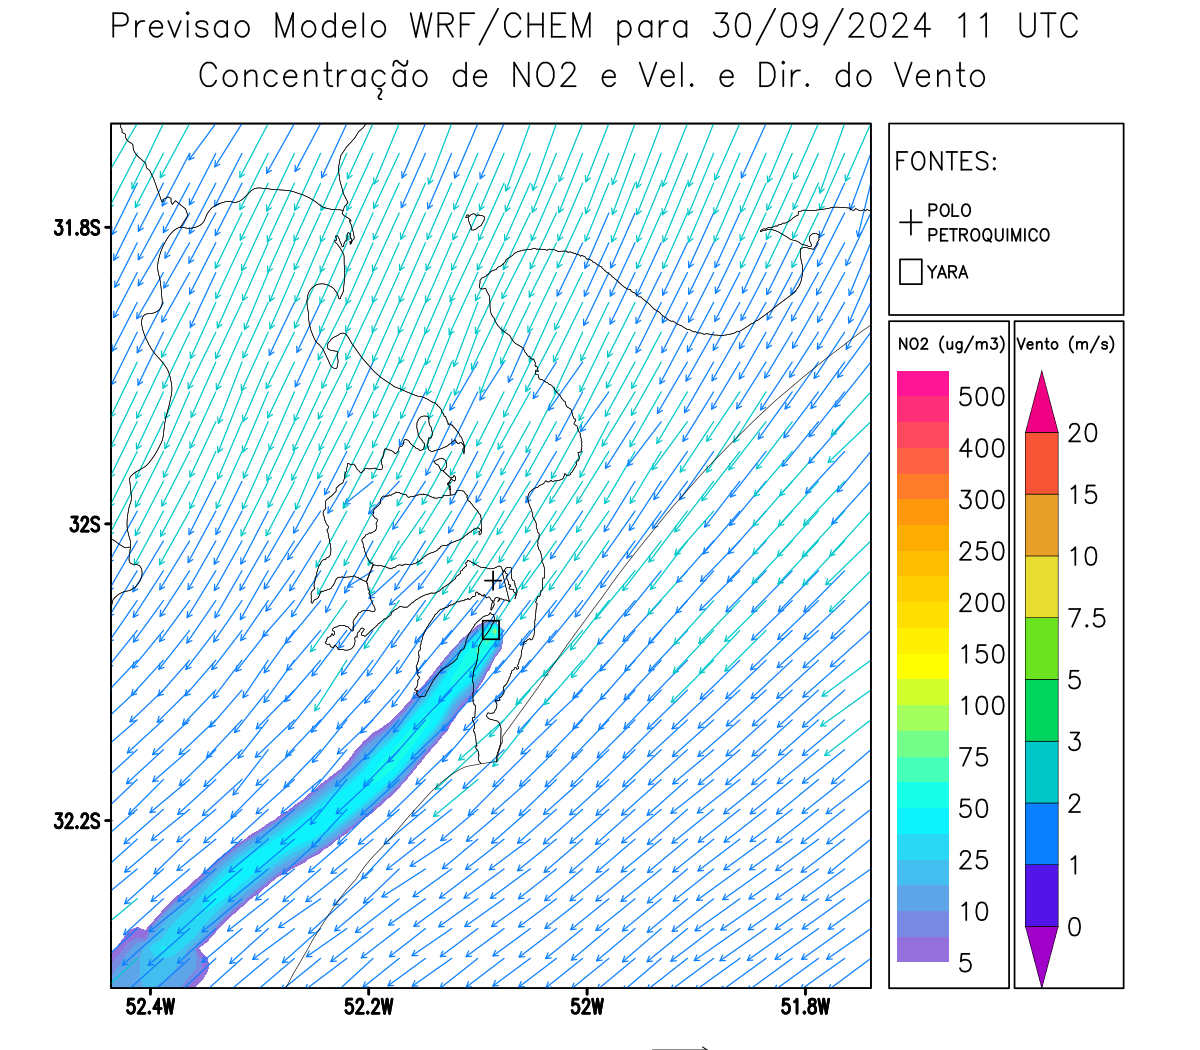 Previsao Modelo WRF/CHEM para 30/09/2024 11 UTC
Concentração de NO2 e Vel. e Dir. do Vento
FONTES:
POLO
PETROQUIMICO
YARA
31.8S
32S
32.2S
52.4W
52.2W
52W
51.8W
NO2 (ug/m3)
500
400
300
250
200
150
100
75
50
25
10
5
Vento (m/s)
20
15
10
7.5
5
3
2
1
0